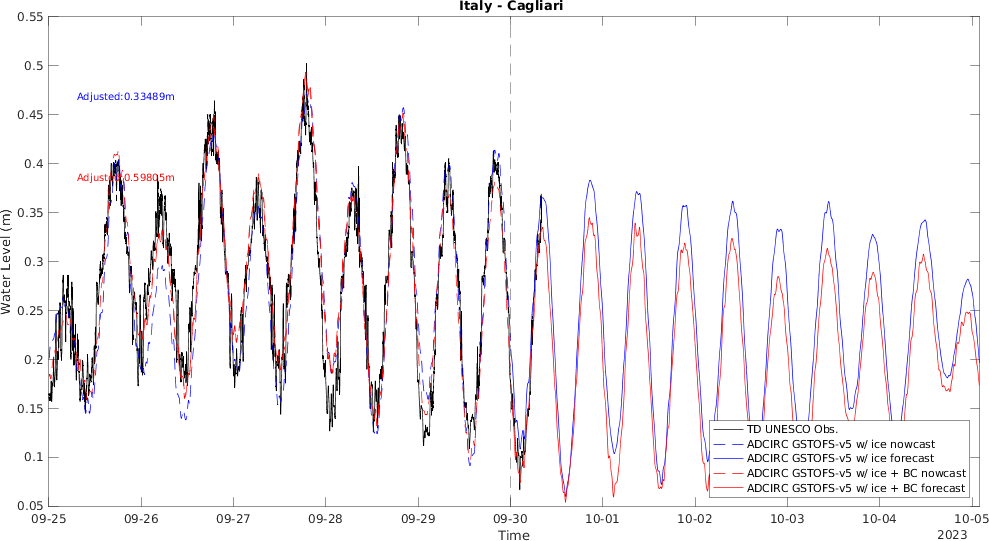 Italy - Cagliari
0.55
0.5
0.45
0.4
0.35
0.3
0.25
0.2
0.15
0.1
0.05
Water Level (m)
Adjusted:0.33489m
Adjusted:0.59805m
TD UNESCO Obs.
ADCIRC GSTOFS-v5 w/ ice nowcast
ADCIRC GSTOFS-v5 w/ ice forecast
ADCIRC GSTOFS-v5 w/ ice + BC nowcast
ADCIRC GSTOFS-v5 w/ ice + BC forecast
09-25 09-26 09-27 09-28 09-29 09-30 10-01 10-02 10-03 10-04 10-05
Time
2023